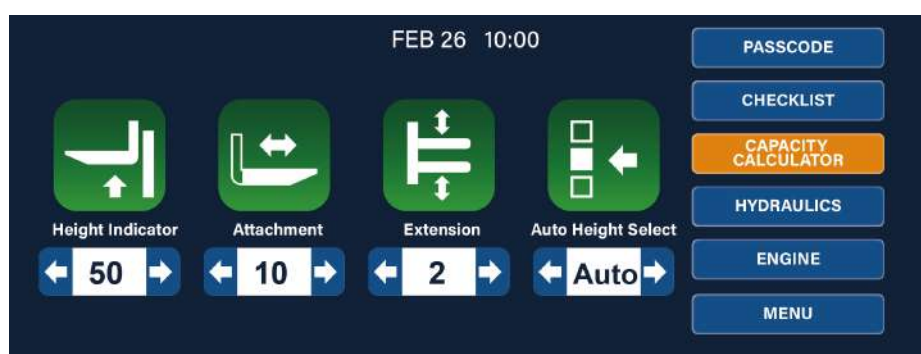 FEB 26 10:00
Height Indicator
50
Attachment
10
Extension
2
Auto Height Select
Auto
PASSCODE
CHECKLIST
CAPACITY
CALCULATOR
HYDRAULICS
ENGINE
MENU